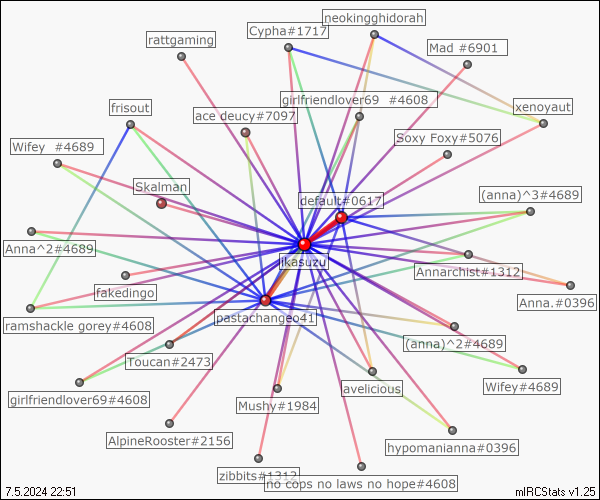 neokingghidorah
Cypha#1717
rattgaming
Mad #6901
girlfriendlover69 #4608
xenoyaut
frisout
ace deucy#7097
Soxy Foxy#5076
Wifey #4689
Skalman
default#0617
(anna)^3#4689
Anna^2#4689
jkasuzu
Annarchist#1312
fakedingo
Anna.#0396
ramshackle gorey#4608
pastachangeo41
(anna)^2#4689
Toucan#2473
avelicious
Wifey#4689
girlfriendlover69#4608
Mushy#1984
AlpineRooster#2156
hypomanianna#0396
zibbits#1312
no cops no laws no hope#4608
7.5.2024 22:51
mIRCStats v1.25